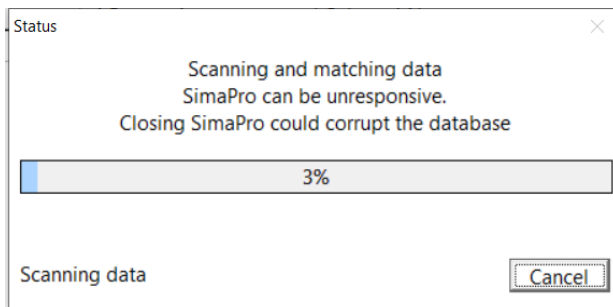 Status
Scanning and matching data
SimaPro can be unresponsive.
Closing SimaPro could corrupt the database
3%
Scanning data
Cancel